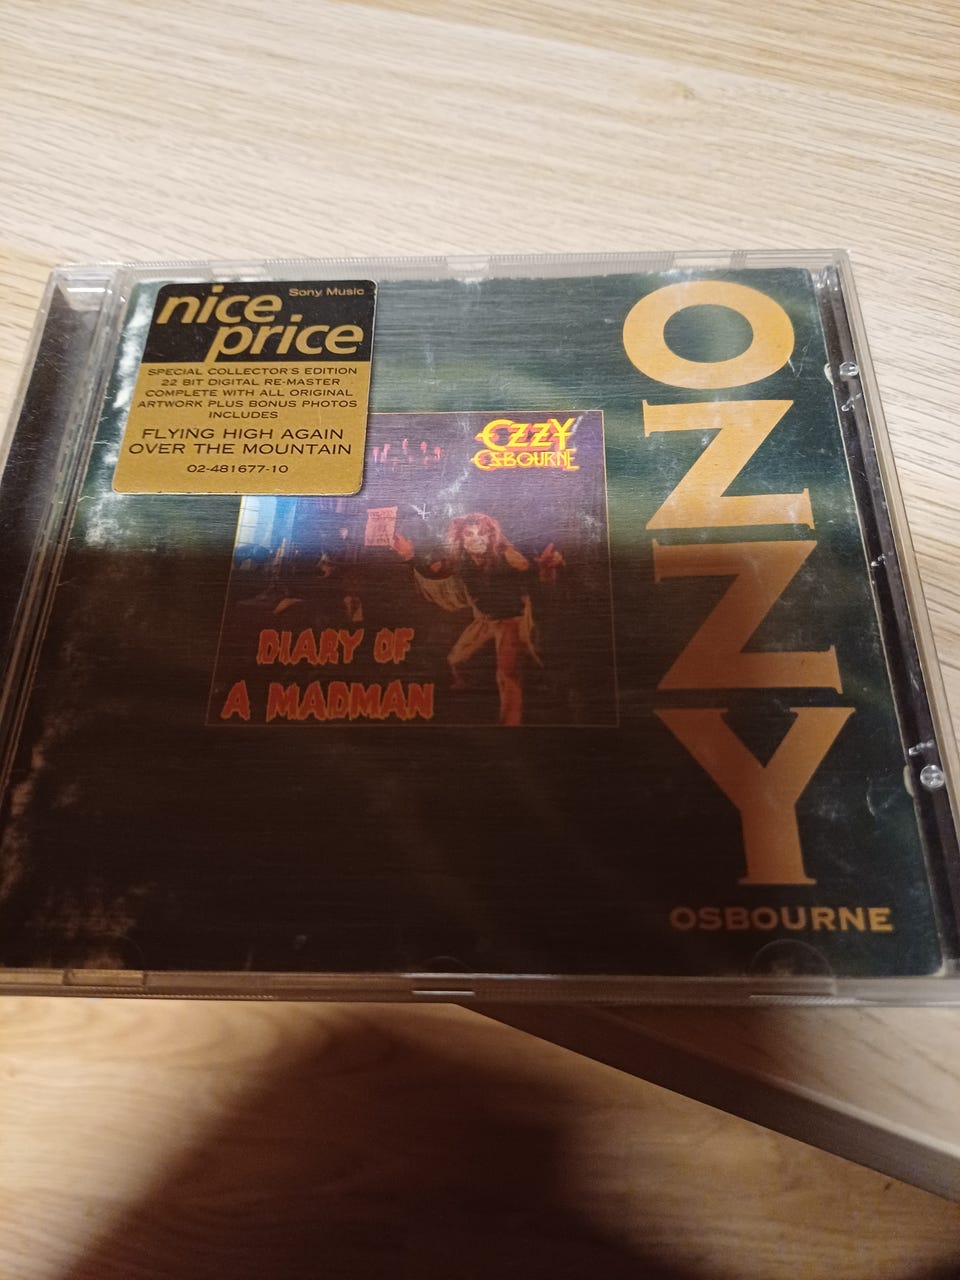 nice
Sony Music
price
SPECIAL COLLECTOR'S EDITION
22 BIT DIGITAL RE-MASTER
COMPLETE WITH ALL ORIGINAL
ARTWORK PLUS BONUS PHOTOS
INCLUDES
FLYING HIGH AGAIN
OVER THE MOUNTAIN
02-481677-10
OZZY
OSBOURNE
DIARY OF
A MADMAN
OZZY
OSBOURNE